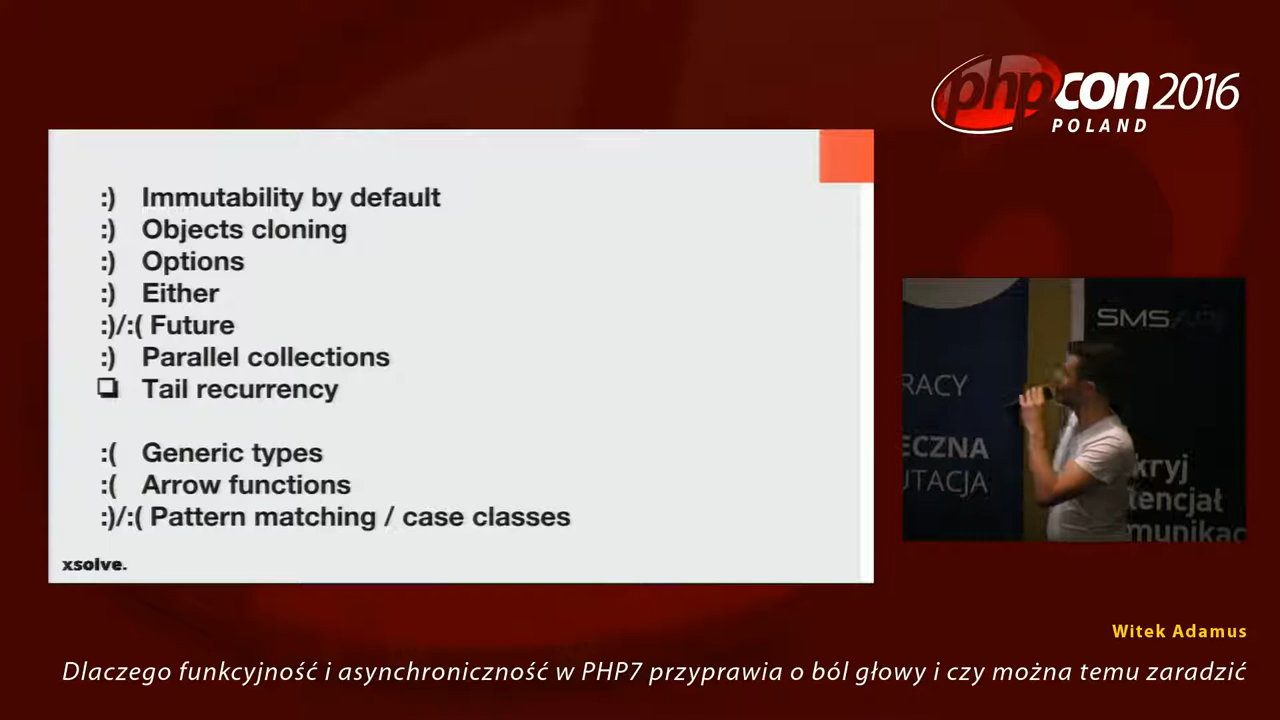 phpcon 2016
POLAND
:) Immutability by default
:) Objects cloning
:) Options
:) Either
:)/:( Future
:) Parallel collections
❏ Tail recurrency
:( Generic types
:( Arrow functions
:)/:( Pattern matching / case classes
xsolve.
SMSAPI
RACY
ECZNA
UTACJA
kryj
tencjał
munikac
Witek Adamus
Dlaczego funkcyjność i asynchroniczność w PHP7 przyprawia o ból głowy i czy można temu zaradzić